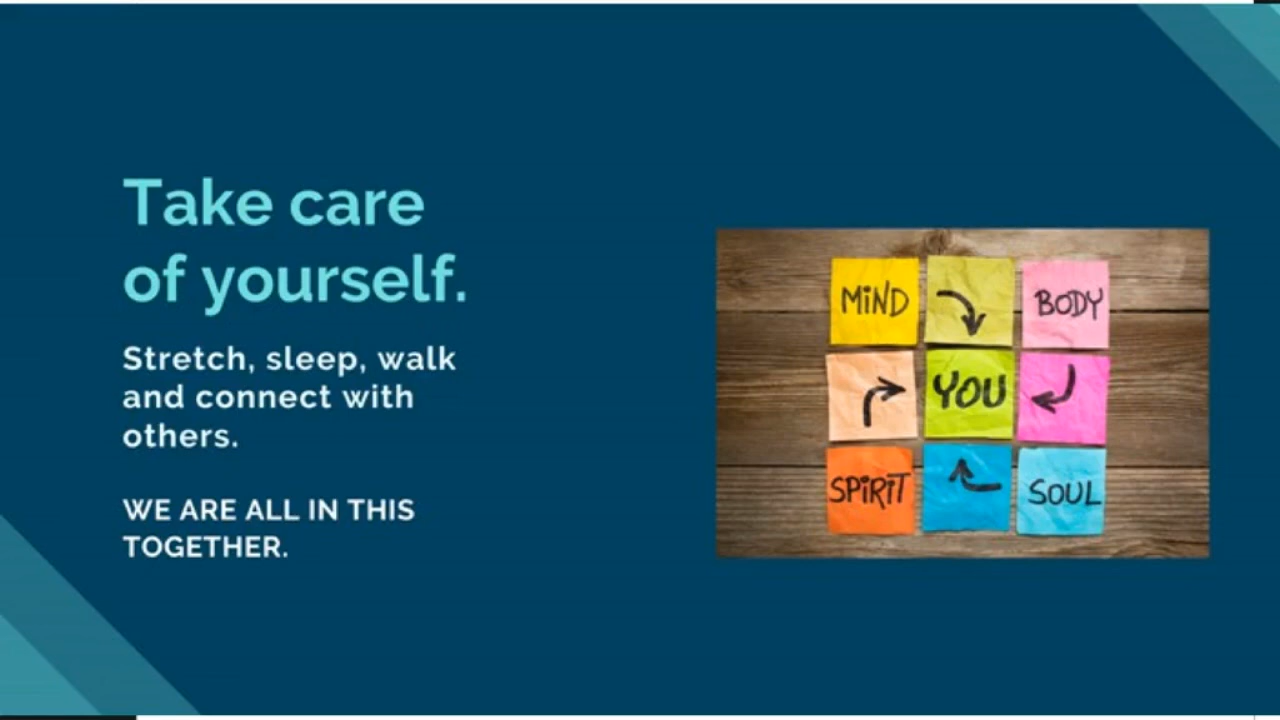 Take care
of yourself.
Stretch, sleep, walk
and connect with
others.
WE ARE ALL IN THIS
TOGETHER.
MiND
BODY
YOU
SPiRiT
SOUL